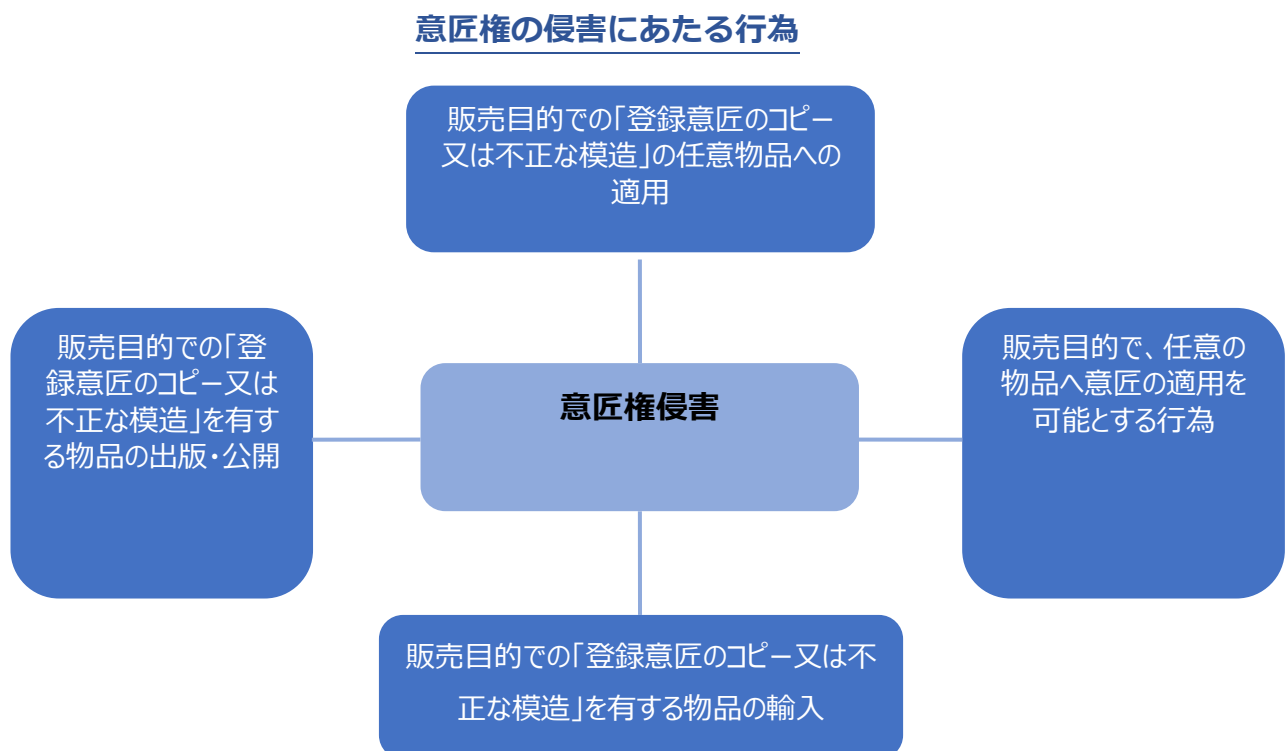 意匠権の侵害にあたる行為
販売目的での「登録意匠のコピー
又は不正な模造」の任意物品への
適用
販売目的での「登
録意匠のコピー又は
不正な模造」を有す
る物品の出版・公開
意匠権侵害
販売目的で、任意の
物品へ意匠の適用を
可能とする行為
販売目的での「登録意匠のコピー又は不
正な模造」を有する物品の輸入